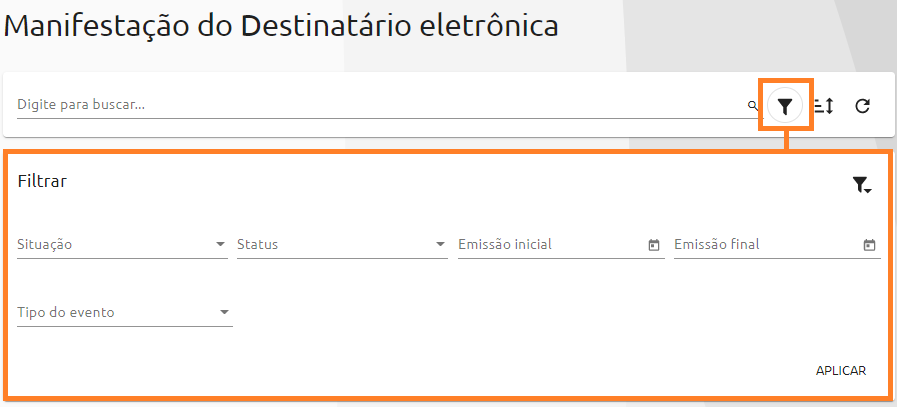 Manifestação do Destinatário eletrônica
Digite para buscar...
Filtrar
Situação Status Emissão inicial Emissão final
Tipo do evento
APLICAR